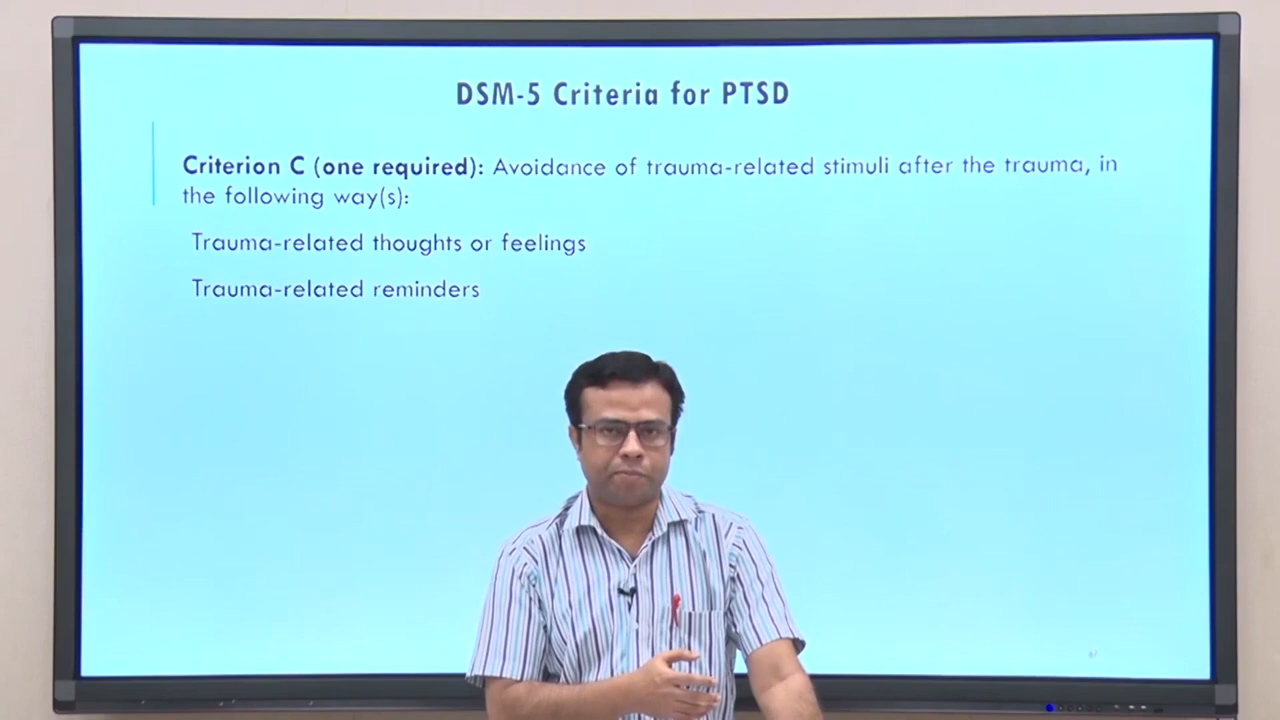 DSM-5 Criteria for PTSD
Criterion C (one required): Avoidance of trauma-related stimuli after the trauma, in
the following way(s):
Trauma-related thoughts or feelings
Trauma-related reminders